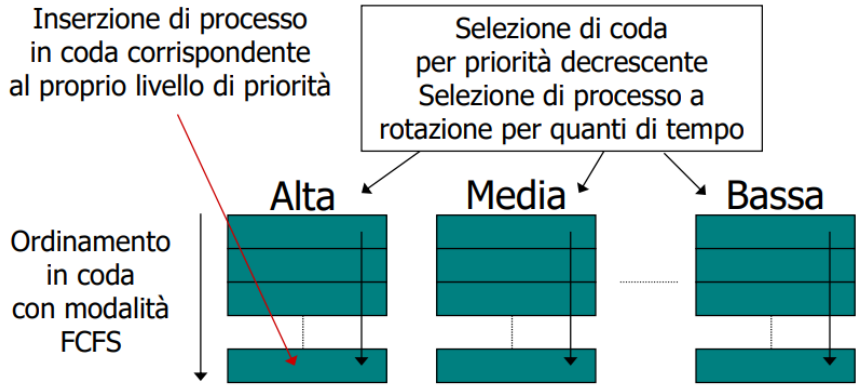 Inserzione di processo
in coda corrispondente
al proprio livello di priorità
Selezione di coda
per priorità decrescente
Selezione di processo a
rotazione per quanti di tempo
Alta
Media
Bassa
Ordinamento
in coda
con modalità
FCFS